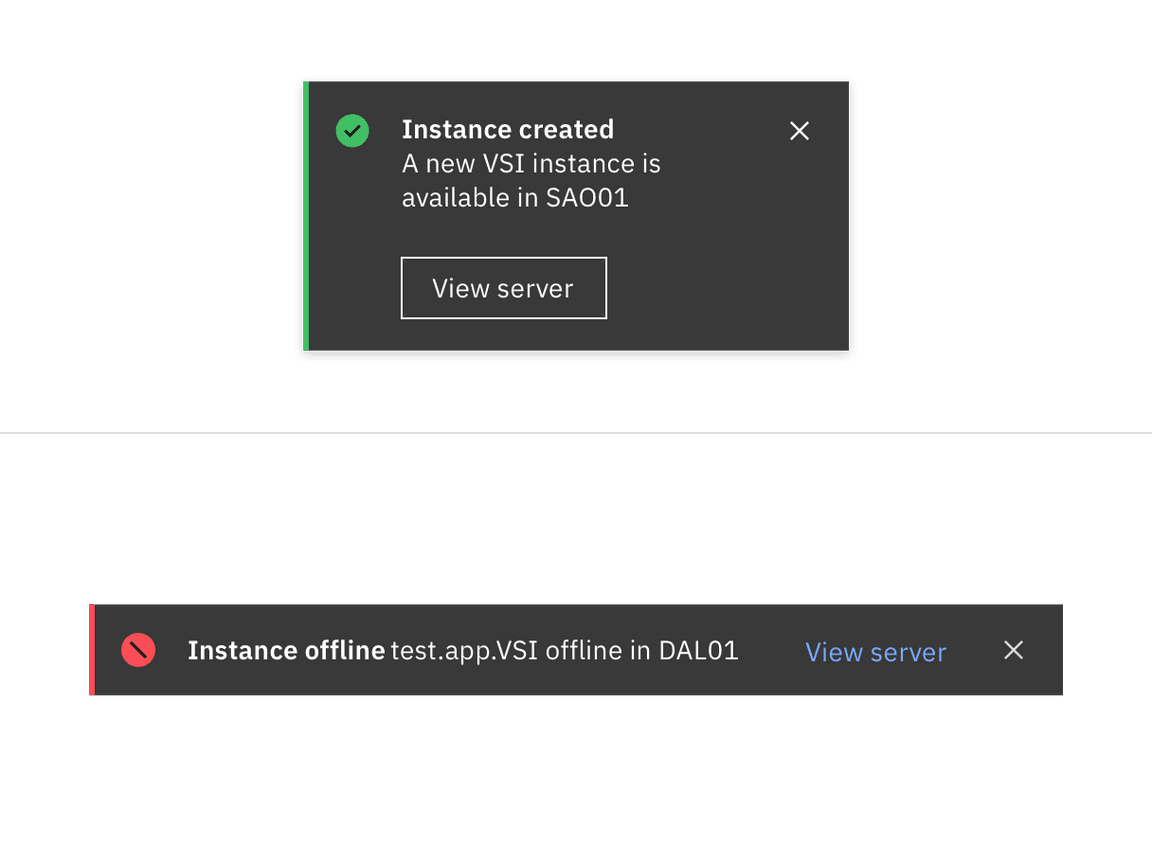 Instance created
A new VSI instance is
available in SAO01
View server
Instance offline test.app.VSI offline in DAL01
View server